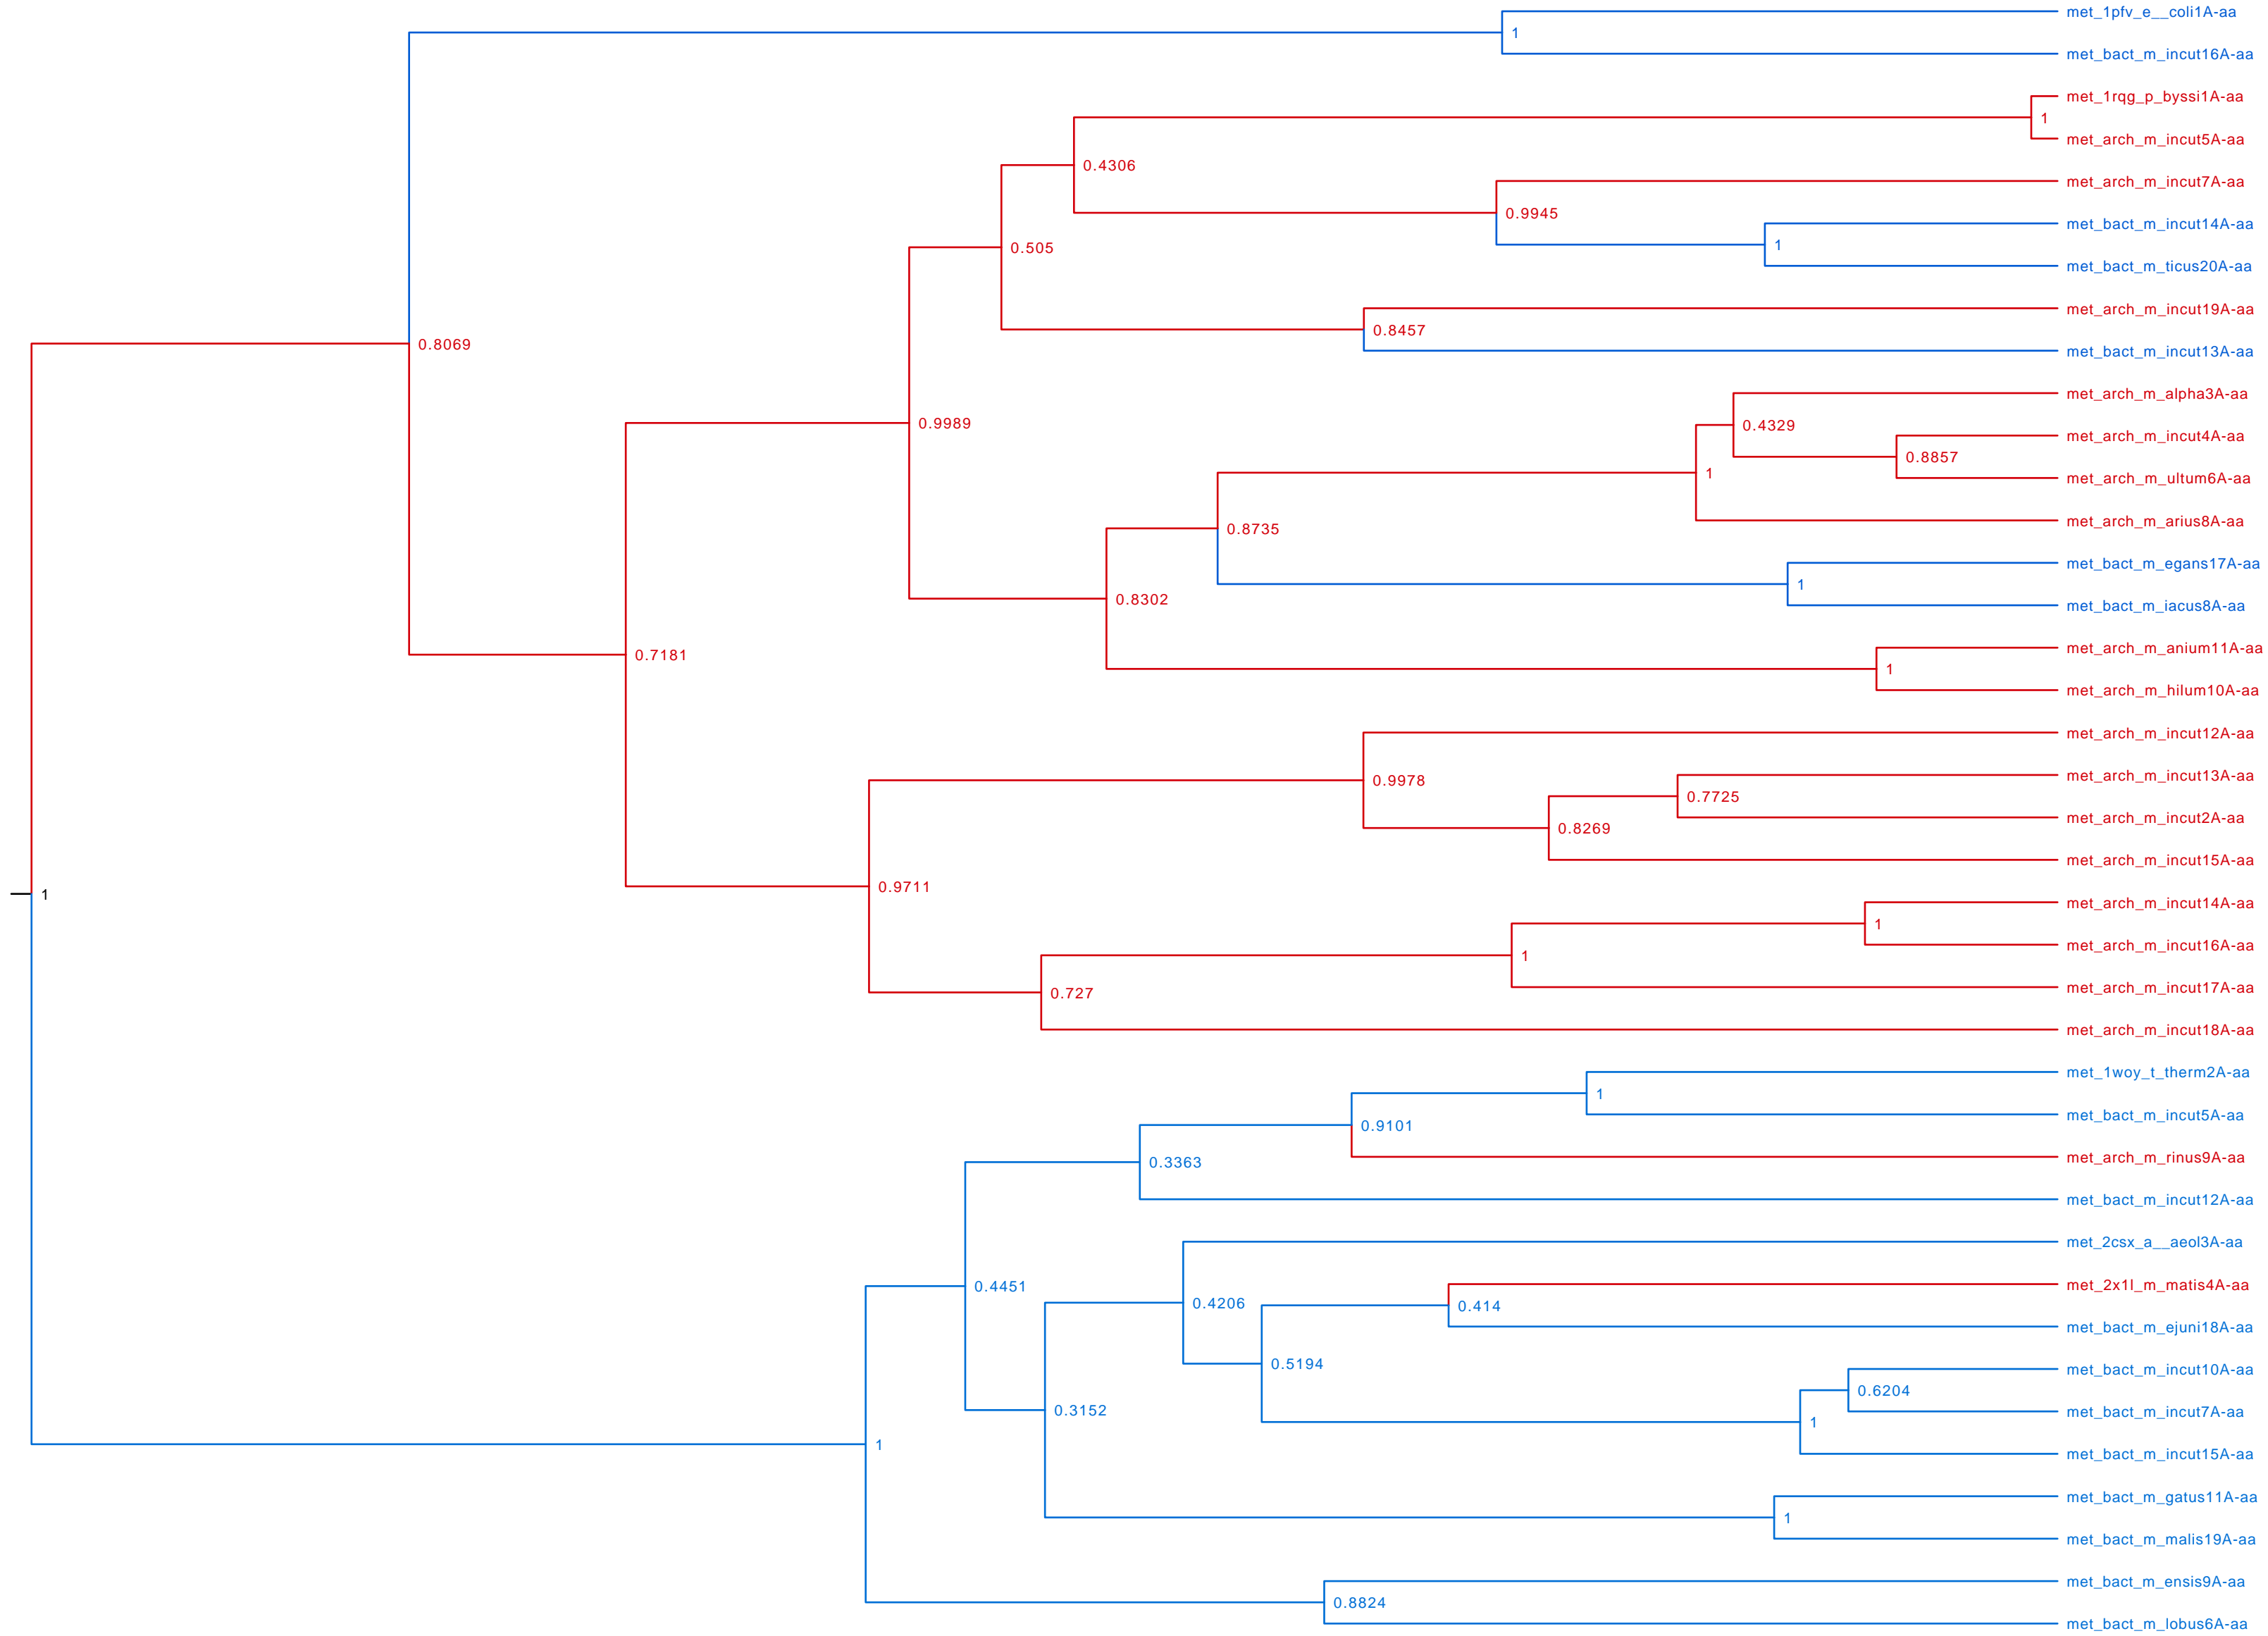 met_1pfv_e__coli1A-aa
1
met_bact_m_incut16A-aa
met_1rqg_p_byssi1A-aa
1
met_arch_m_incut5A-aa
0.4306
met_arch_m_incut7A-aa
0.9945
met_bact_m_incut14A-aa
1
0.505
met_bact_m_ticus20A-aa
met_arch_m_incut19A-aa
0.8457
0.8069
met_bact_m_incut13A-aa
met_arch_m_alpha3A-aa
0.9989
0.4329
met_arch_m_incut4A-aa
0.8857
1
met_arch_m_ultum6A-aa
met_arch_m_arius8A-aa
0.8735
met_bact_m_egans17A-aa
1
0.8302
met_bact_m_iacus8A-aa
met_arch_m_anium11A-aa
0.7181
1
met_arch_m_hilum10A-aa
met_arch_m_incut12A-aa
met_arch_m_incut13A-aa
0.9978
0.7725
met_arch_m_incut2A-aa
0.8269
met_arch_m_incut15A-aa
0.9711
1
met_arch_m_incut14A-aa
1
met_arch_m_incut16A-aa
1
met_arch_m_incut17A-aa
0.727
met_arch_m_incut18A-aa
met_1woy_t_therm2A-aa
1
met_bact_m_incut5A-aa
0.9101
met_arch_m_rinus9A-aa
0.3363
met_bact_m_incut12A-aa
met_2csx_a__aeol3A-aa
0.4451
met_2x1l_m_matis4A-aa
0.4206
0.414
met_bact_m_ejuni18A-aa
0.5194
met_bact_m_incut10A-aa
0.6204
0.3152
met_bact_m_incut7A-aa
1
1
met_bact_m_incut15A-aa
met_bact_m_gatus11A-aa
1
met_bact_m_malis19A-aa
met_bact_m_ensis9A-aa
0.8824
met_bact_m_lobus6A-aa